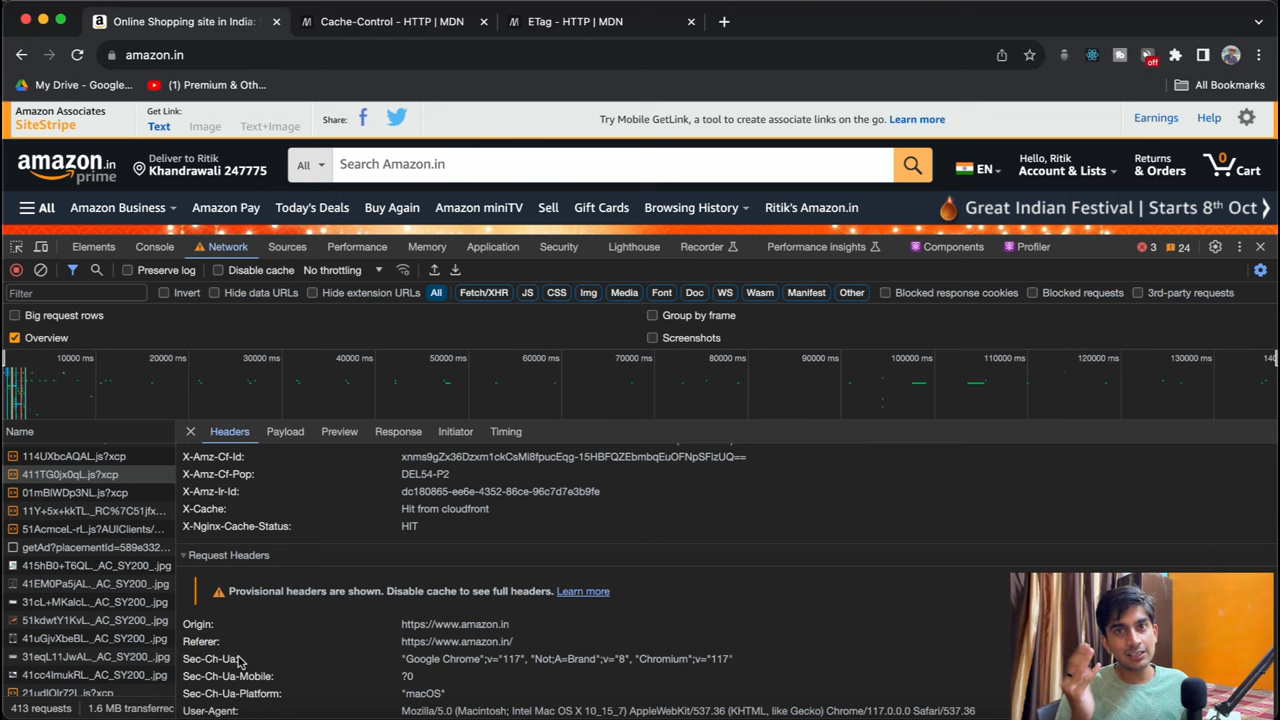 Online Shopping site in India:
Cache-Control - HTTP | MDN
ETag - HTTP | MDN
amazon.in
off
My Drive - Google...
(1) Premium & Oth...
All Bookmarks
Amazon Associates
SiteStripe
Get Link:
Text
Image
Text+Image
Share:
Try Mobile GetLink, a tool to create associate links on the go. Learn more
Earnings
Help
amazon.in
prime
Deliver to Ritik
Khandrawali 247775
All
Search Amazon.in
EN
Hello, Ritik
Account & Lists
Returns
& Orders
0
Cart
All
Amazon Business
Amazon Pay
Today's Deals
Buy Again
Amazon miniTV
Sell
Gift Cards
Browsing History
Ritik's Amazon.in
Great Indian Festival | Starts 8th Oct
Elements
Console
Network
Sources
Performance
Memory
Application
Security
Lighthouse
Recorder
Performance insights
Components
Profiler
3
24
Preserve log
Disable cache
No throttling
Filter
Invert
Hide data URLs
Hide extension URLs
All
Fetch/XHR
JS
CSS
Img
Media
Font
Doc
WS
Wasm
Manifest
Other
Blocked response cookies
Blocked requests
3rd-party requests
Big request rows
Group by frame
Overview
Screenshots
10000 ms
20000 ms
30000 ms
40000 ms
50000 ms
60000 ms
70000 ms
80000 ms
90000 ms
100000 ms
110000 ms
120000 ms
130000 ms
Name
Headers
Payload
Preview
Response
Initiator
Timing
114UXbcAQAL.js?xcp
411TG0jx0qL.js?xcp
01mBlWDp3NL.js?xcp
11Y+5x+kkTL._RC%7C51jfx...
51AcmceL-rL.js?AUIClients/...
getAd?placementId=589e332...
415hB0+T6QL._AC_SY200_.jpg
41EM0Pa5jAL._AC_SY200_.jpg
31cL+MKalcL._AC_SY200_.jpg
51kdwtY1KvL._AC_SY200_.jpg
41uGjvXbeBL._AC_SY200_.jpg
31eqL11JwAL._AC_SY200_.jpg
41cc4lmukRL._AC_SY200_.jpg
413 requests
1.6 MB transferred
X-Amz-Cf-Id:
xnms9gZx36Dzxm1ckCsMi8fpucEqg-15HBFQZEbmbqEuOFNpSFizUQ==
X-Amz-Cf-Pop:
DEL54-P2
X-Amz-Ir-Id:
dc180865-ee6e-4352-86ce-96c7d7e3b9fe
X-Cache:
Hit from cloudfront
X-Nginx-Cache-Status:
HIT
Request Headers
Provisional headers are shown. Disable cache to see full headers. Learn more
Origin:
https://www.amazon.in
Referer:
https://www.amazon.in/
Sec-Ch-Ua:
"Google Chrome";v="117", "Not;A=Brand";v="8", "Chromium";v="117"
Sec-Ch-Ua-Mobile:
?0
Sec-Ch-Ua-Platform:
"macOS"
User-Agent:
Mozilla/5.0 (Macintosh; Intel Mac OS X 10_15_7) AppleWebKit/537.36 (KHTML, like Gecko) Chrome/117.0.0.0 Safari/537.36